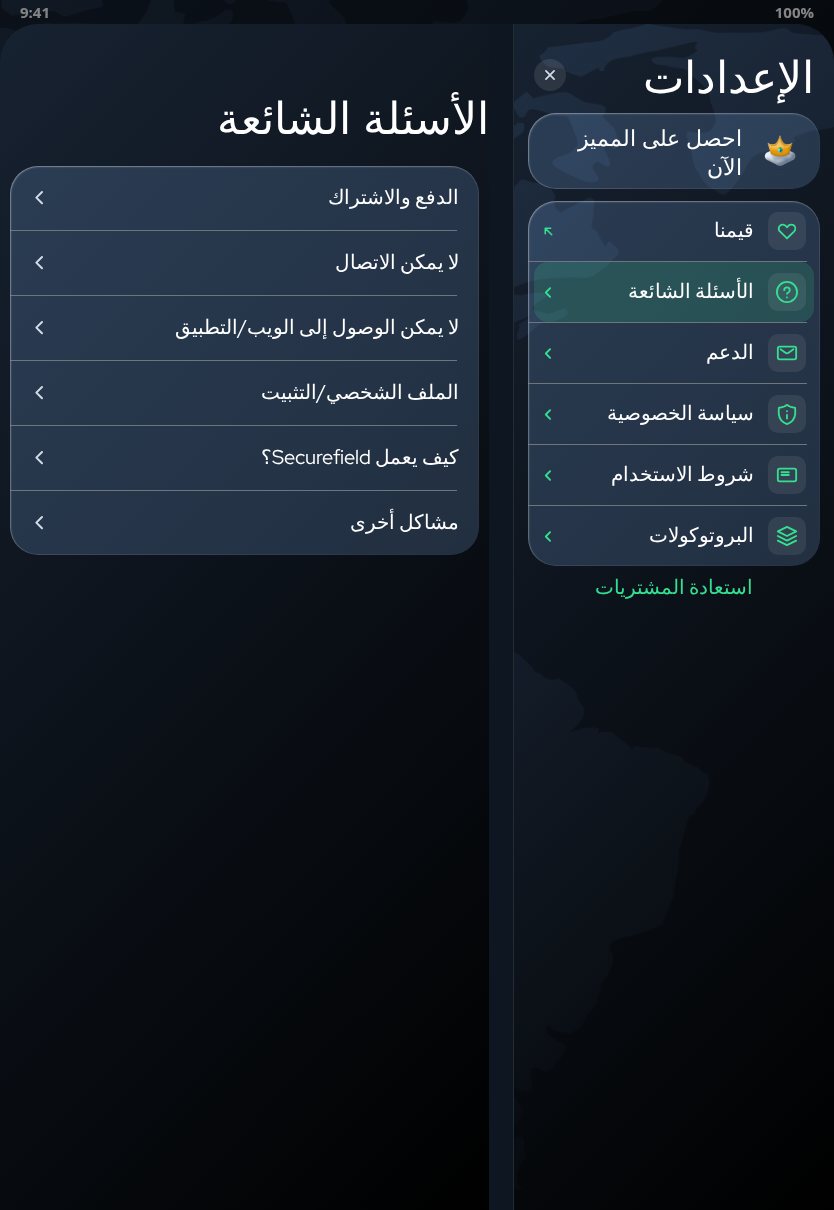 9:41
100%
الإعدادات
احصل على المميز
الآن
قيمنا
الأسئلة الشائعة
الدعم
سياسة الخصوصية
شروط الاستخدام
البروتوكولات
استعادة المشتريات
الأسئلة الشائعة
الدفع والاشتراك
لا يمكن الاتصال
لا يمكن الوصول إلى الويب/التطبيق
الملف الشخصي/التثبيت
كيف يعمل Securefield؟
مشاكل أخرى